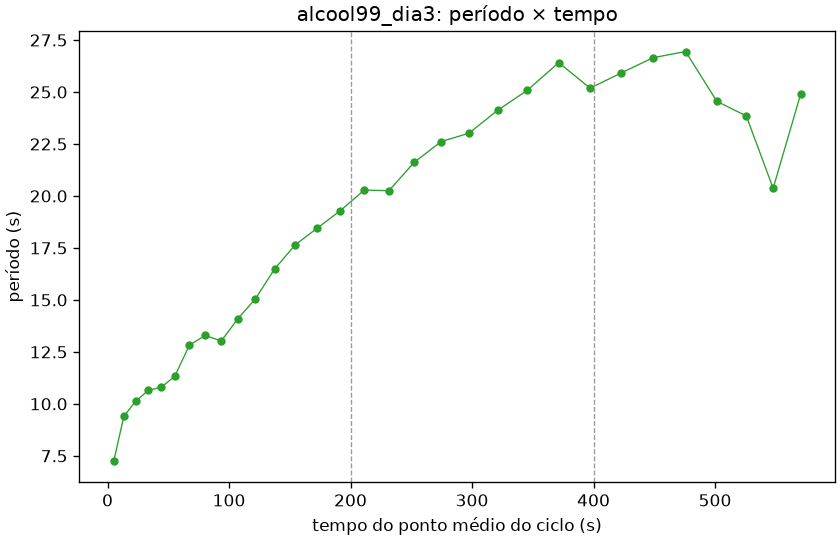 alcool99_dia3: período × tempo
27.5
25.0
22.5
20.0
17.5
15.0
12.5
10.0
7.5
período (s)
0 100 200 300 400 500
tempo do ponto médio do ciclo (s)